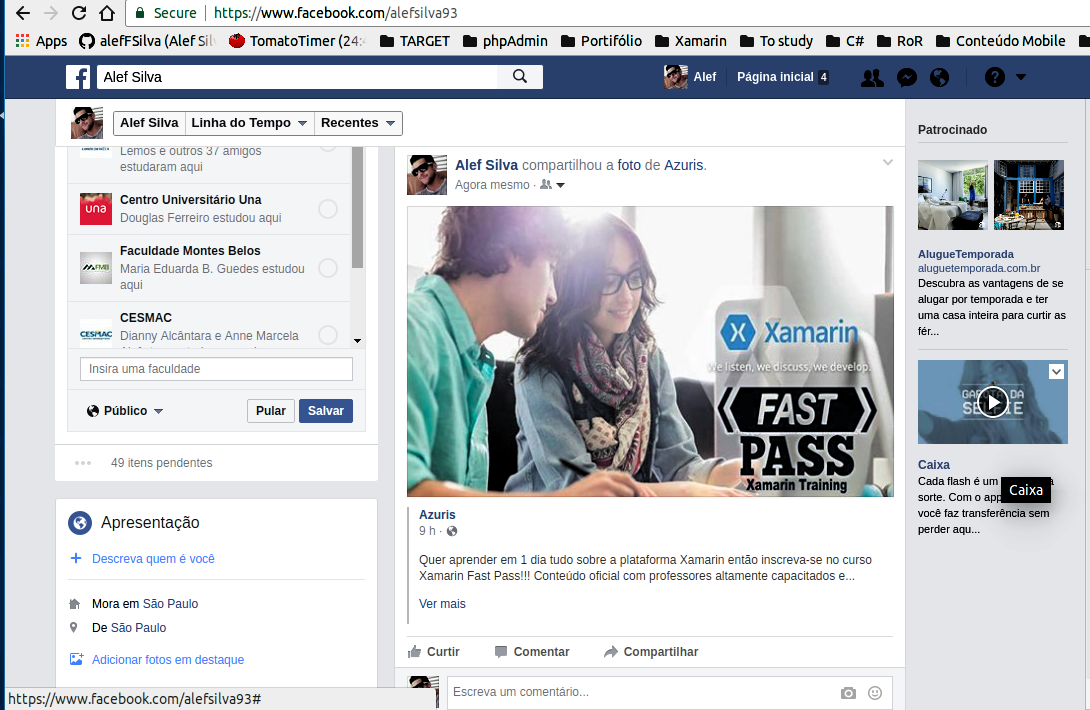 Secure
https://www.facebook.com/alefsilva93
Apps
alefFSilva (Alef Sil
TomatoTimer (24:
TARGET
phpAdmin
Portifólio
Xamarin
To study
C#
RoR
Conteúdo Mobile
Alef Silva
Alef
Página inicial 4
?
Alef Silva
Linha do Tempo
Recentes
Lemos e outros 37 amigos
estudaram aqui
una
Centro Universitário Una
Douglas Ferreiro estudou aqui
FMB
Faculdade Montes Belos
Maria Eduarda B. Guedes estudou
aqui
CESMAC
CESMAC
Dianny Alcântara e Anne Marcela
Insira uma faculdade
Público
Pular
Salvar
49 itens pendentes
Apresentação
Descreva quem é você
Mora em São Paulo
De São Paulo
Adicionar fotos em destaque
https://www.facebook.com/alefsilva93#
Alef Silva compartilhou a foto de Azuris.
Agora mesmo ·
Xamarin
We listen, we discuss, we develop.
FAST
PASS
Xamarin Training
Azuris
9 h ·
Quer aprender em 1 dia tudo sobre a plataforma Xamarin então inscreva-se no curso
Xamarin Fast Pass!!! Conteúdo oficial com professores altamente capacitados e...
Ver mais
Curtir
Comentar
Compartilhar
Escreva um comentário...
Patrocinado
AlugueTemporada
aluguetemporada.com.br
Descubra as vantagens de se
alugar por temporada e ter
uma casa inteira para curtir as
fér...
GAROTA DA
SELFIE
Caixa
Cada flash é um
sorte. Com o app
Caixa
você faz transferência sem
perder aqu...